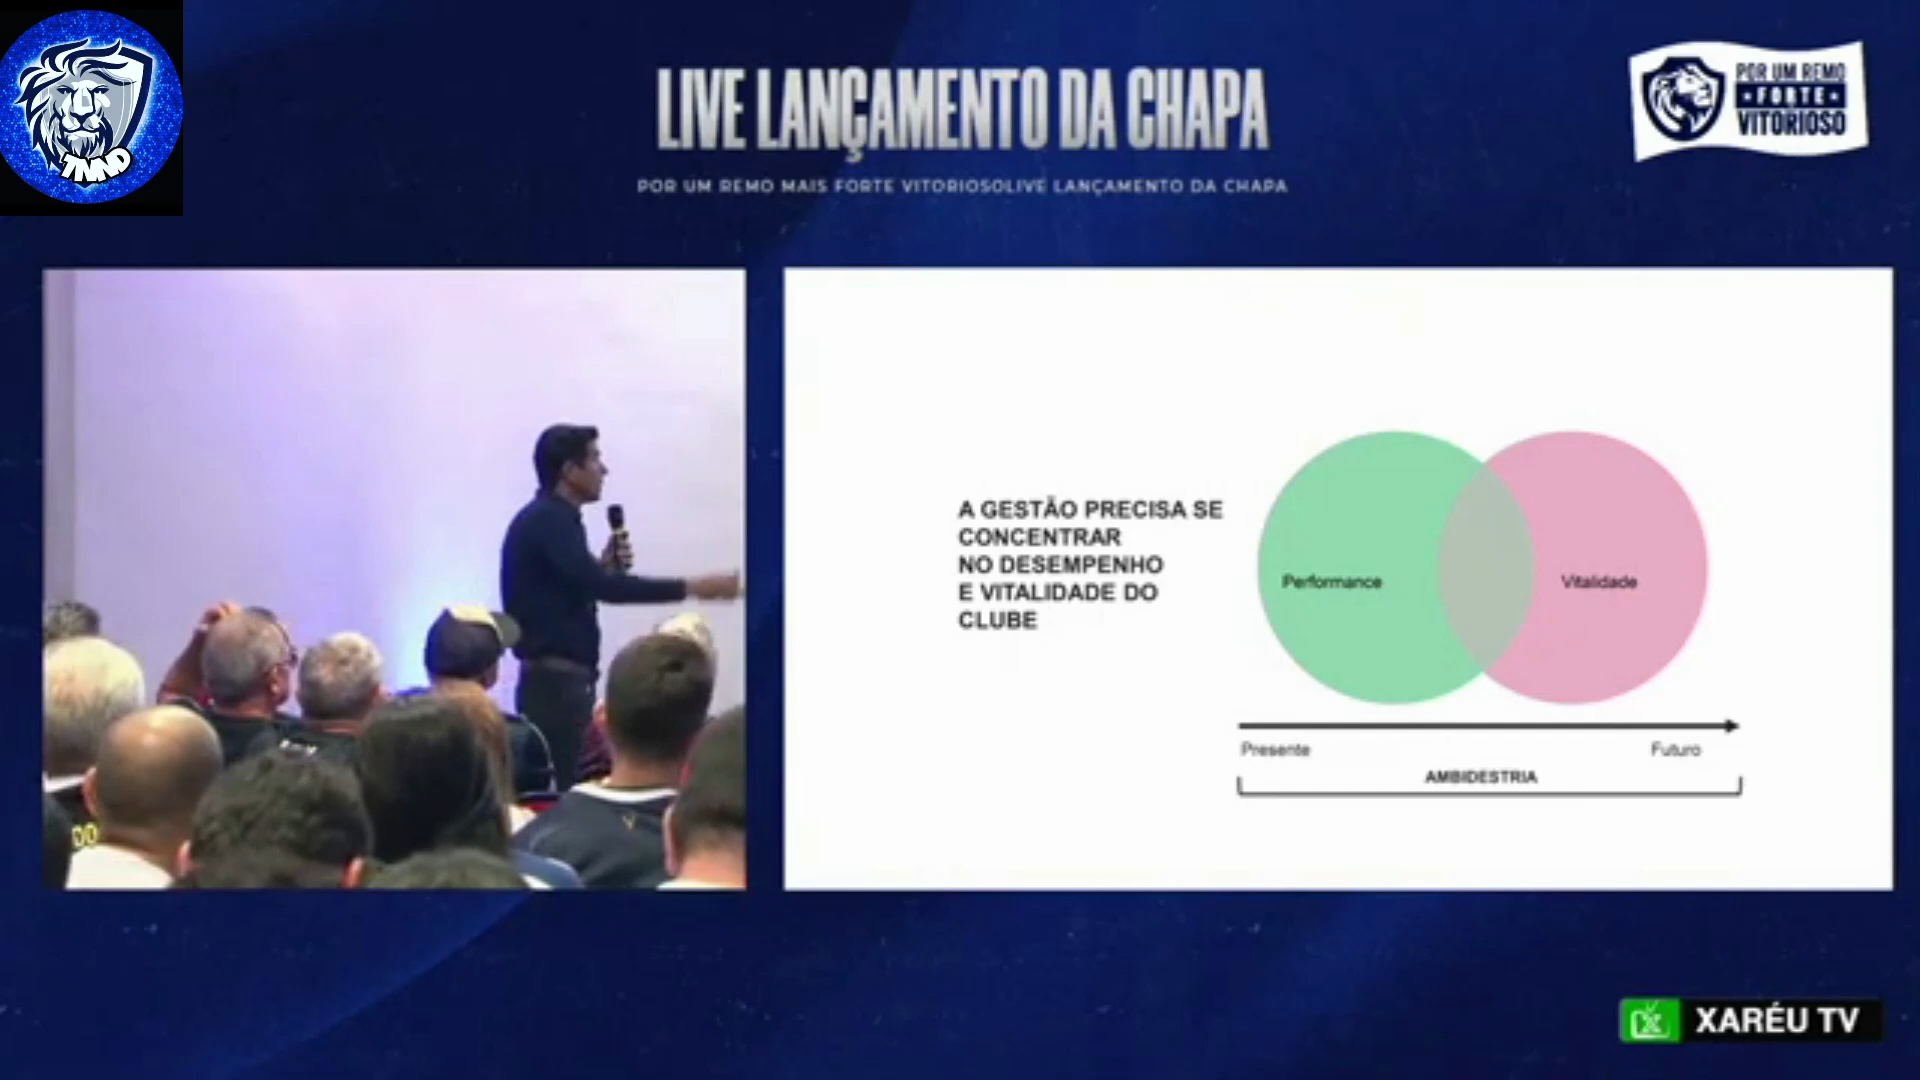 LIVE LANÇAMENTO DA CHAPA
POR UM REMO MAIS FORTE VITORIOSOLIVE LANÇAMENTO DA CHAPA
POR UM REMO
FORTE
VITORIOSO
A GESTÃO PRECISA SE
CONCENTRAR
NO DESEMPENHO
E VITALIDADE DO
CLUBE
Performance
Vitalidade
Presente
Futuro
AMBIDESTRIA
XARÉU TV